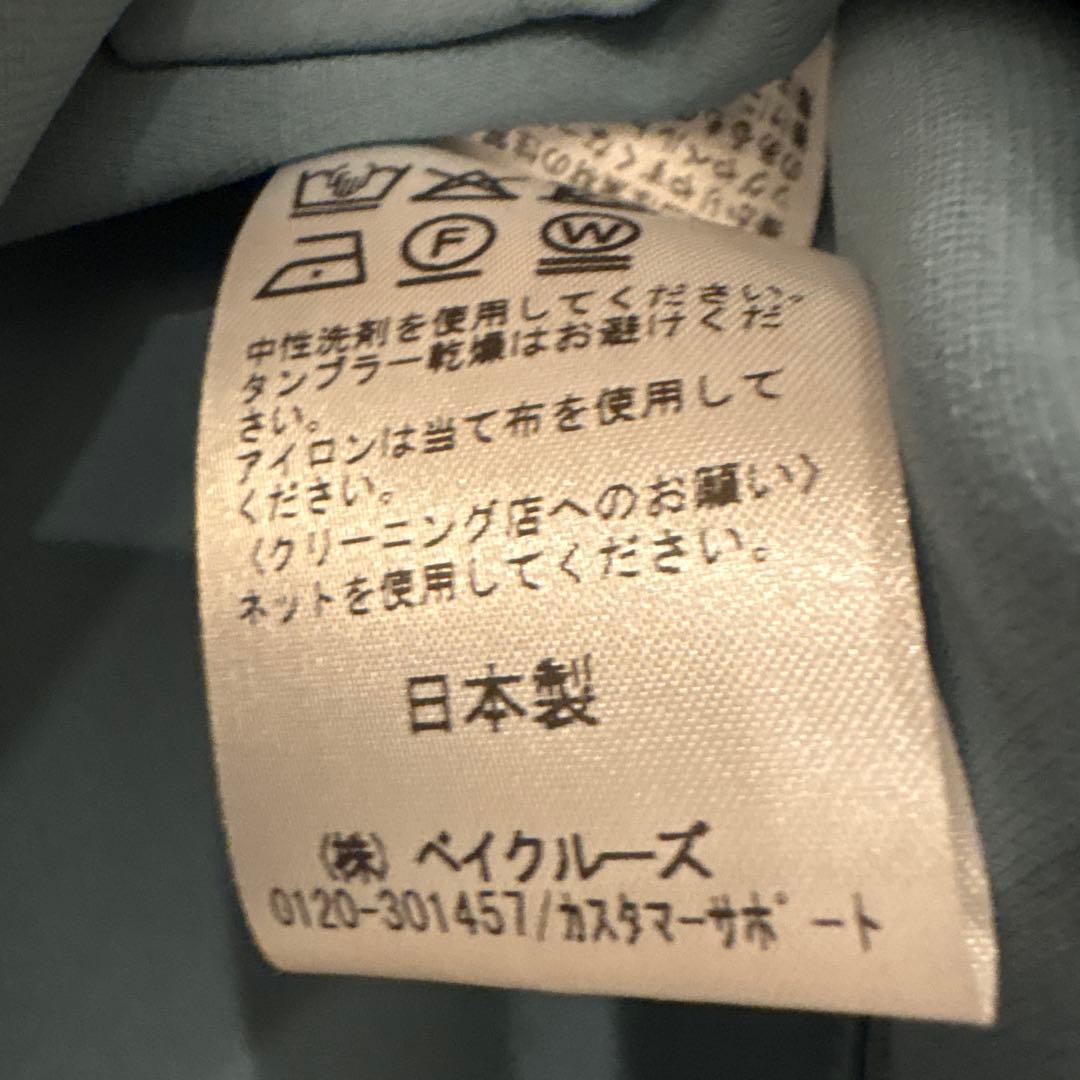 F W
中性洗剤を使用してください。
タンブラー乾燥はお避けくだ
さい。
アイロンは当て布を使用して
ください。
〈クリーニング店へのお願い〉
ネットを使用してください。
日本製
(株) ベイクルーズ
0120-301457/カスタマーサポート